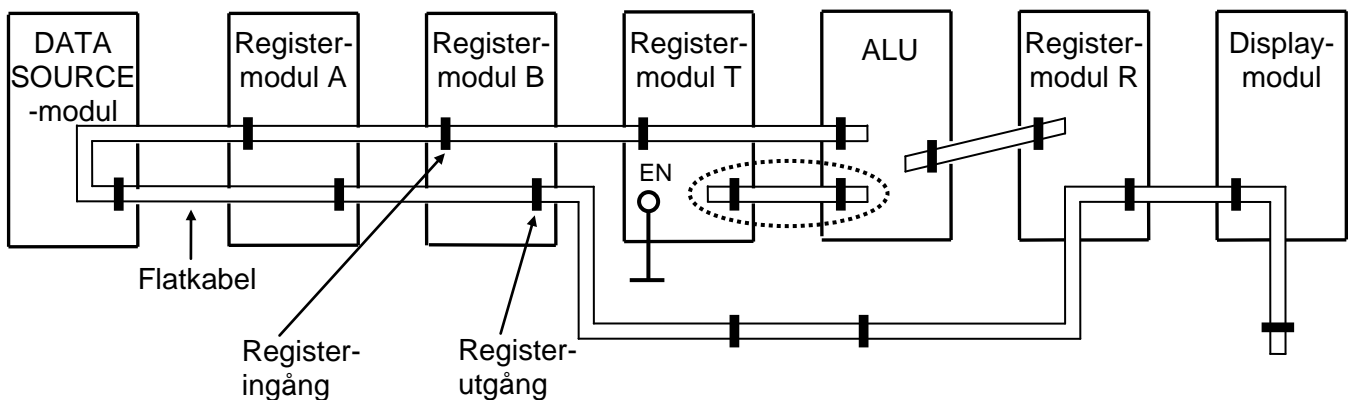 DATA
SOURCE
-modul
Register-
modul A
Register-
modul B
Register-
modul T
ALU
Register-
modul R
Display-
modul
EN
Flatkabel
Register-
ingång
Register-
utgång